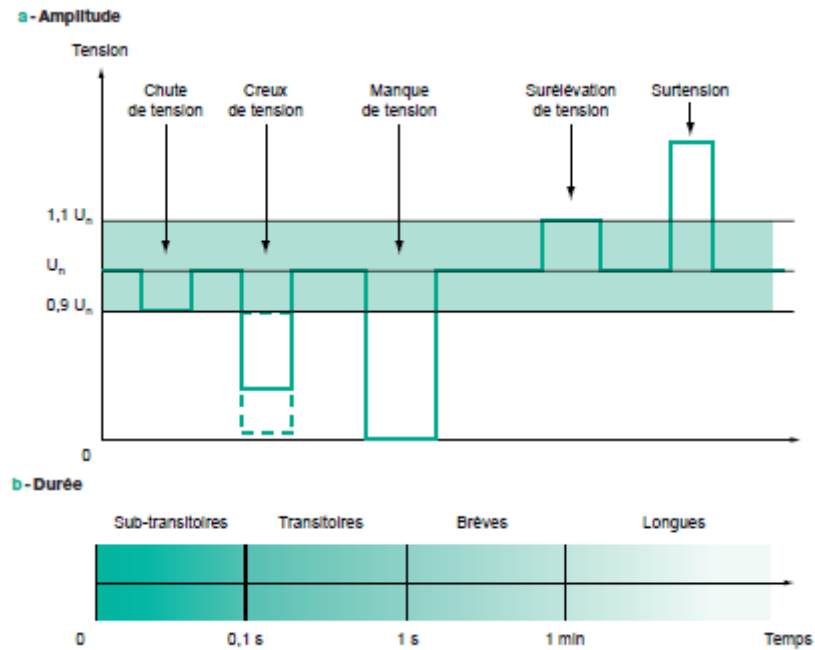 a - Amplitude
Tension
Chute
de tension
Creux
de tension
Manque
de tension
Surélévation
de tension
Surtension
1,1 Un
Un
0,9 Un
0
b - Durée
Sub-transitoires
Transitoires
Brèves
Longues
0
0,1 s
1 s
1 min
Temps